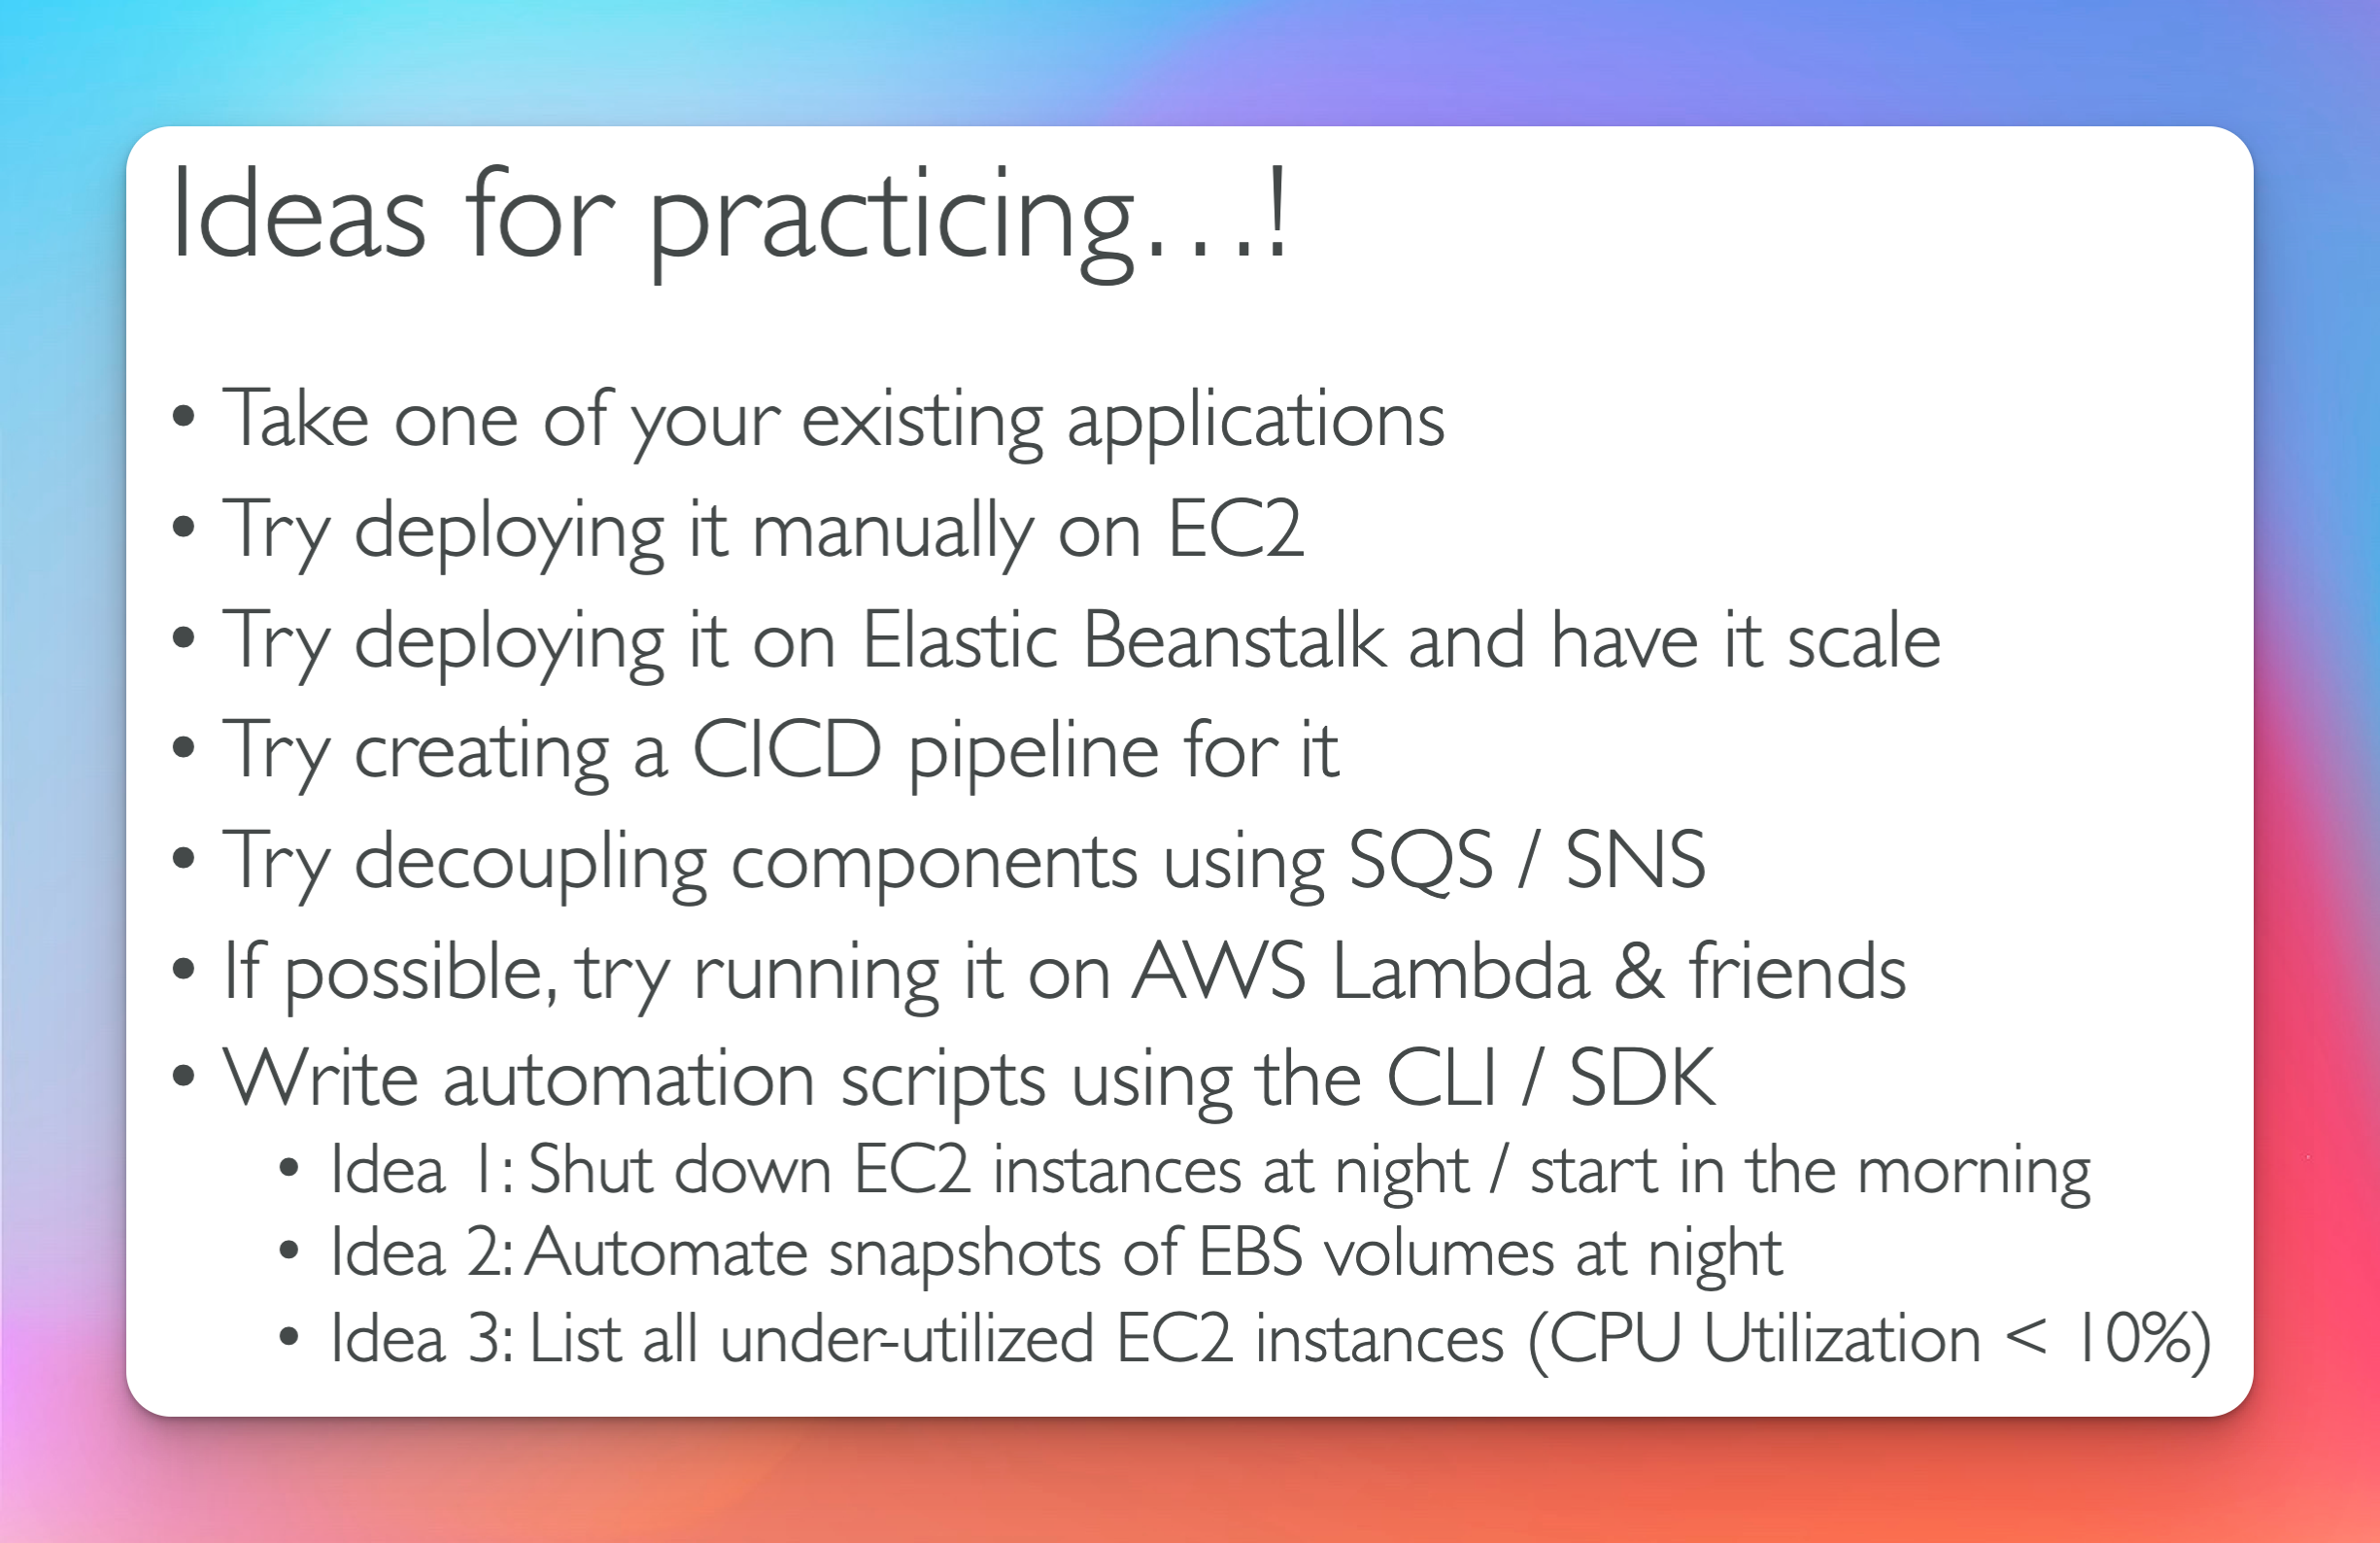 Ideas for practicing…!
• Take one of your existing applications
• Try deploying it manually on EC2
• Try deploying it on Elastic Beanstalk and have it scale
• Try creating a CICD pipeline for it
• Try decoupling components using SQS / SNS
• If possible, try running it on AWS Lambda & friends
• Write automation scripts using the CLI / SDK
• Idea 1: Shut down EC2 instances at night / start in the morning
• Idea 2: Automate snapshots of EBS volumes at night
• Idea 3: List all under-utilized EC2 instances (CPU Utilization < 10%)